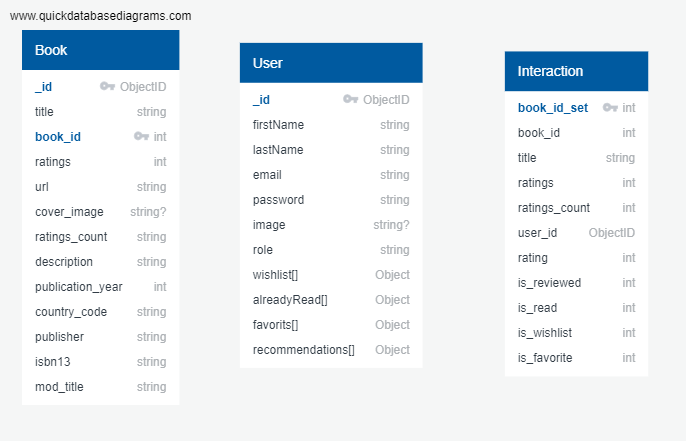 www.quickdatabasediagrams.com
Book
_id ObjectID
title string
book_id int
ratings int
url string
cover_image string?
ratings_count string
description string
publication_year int
country_code string
publisher string
isbn13 string
mod_title string
User
_id ObjectID
firstName string
lastName string
email string
password string
image string?
role string
wishlist[] Object
alreadyRead[] Object
favorits[] Object
recommendations[] Object
Interaction
book_id_set int
book_id int
title string
ratings int
ratings_count int
user_id ObjectID
rating int
is_reviewed int
is_read int
is_wishlist int
is_favorite int